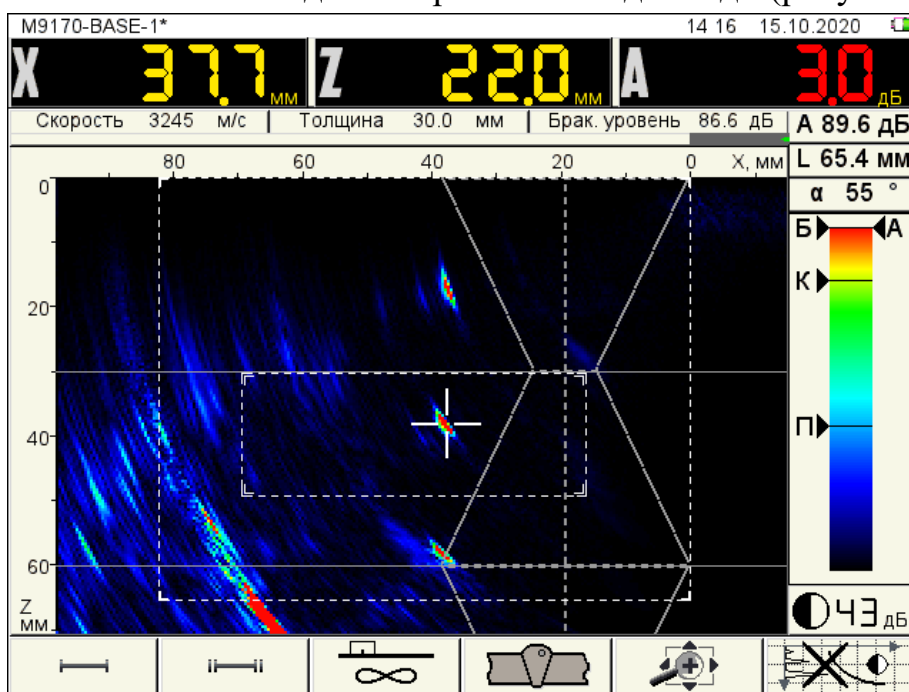 M9170-BASE-1* 14 16 15.10.2020
X 37.7 мм Z 22.0 мм A 3.0 дБ
Скорость 3245 м/с Толщина 30.0 мм Брак. уровень 86.6 дБ
A 89.6 дБ
L 65.4 мм
α 55 °
80 60 40 20 0 X, мм
0
20
40
60
Z
мм
Б А
К
П
43 дБ